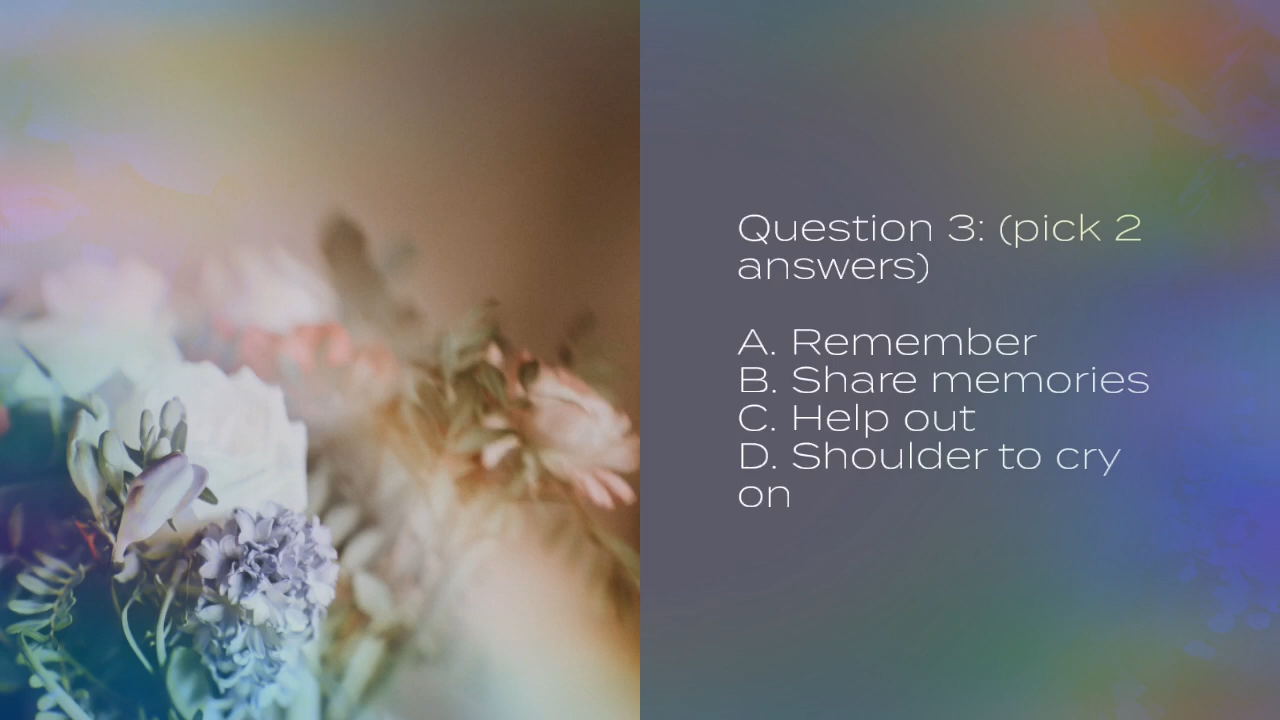 Question 3: (pick 2
answers)
A. Remember
B. Share memories
C. Help out
D. Shoulder to cry
on